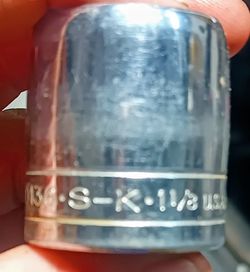 S-K · 1 1/8 U.S.